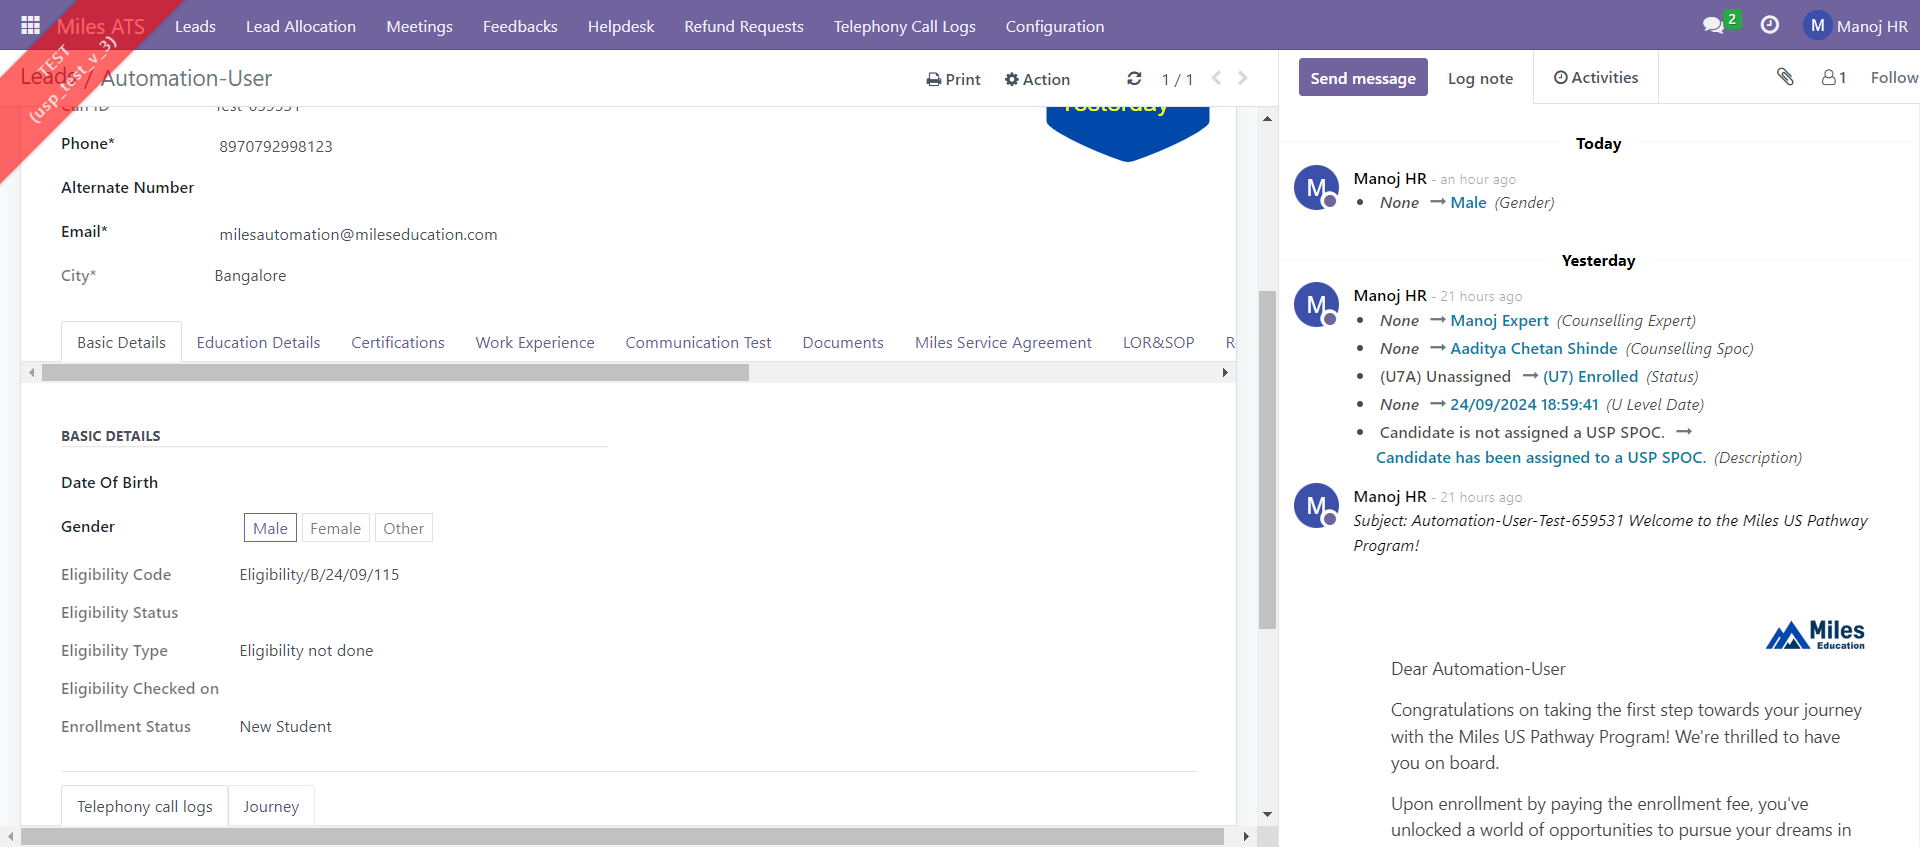 Miles ATS Leads Lead Allocation Meetings Feedbacks Helpdesk Refund Requests Telephony Call Logs Configuration 2 M Manoj HR
TEST
(usp_test_v_3)
Leads / Automation-User Print Action 1 / 1
Send message Log note Activities 1 Follow
Call ID Test-659531
Yesterday
Phone* 8970792998123
Alternate Number
Email* milesautomation@mileseducation.com
City* Bangalore
Basic Details Education Details Certifications Work Experience Communication Test Documents Miles Service Agreement LOR&SOP R
BASIC DETAILS
Date Of Birth
Gender Male Female Other
Eligibility Code Eligibility/B/24/09/115
Eligibility Status
Eligibility Type Eligibility not done
Eligibility Checked on
Enrollment Status New Student
Telephony call logs Journey
Today
M Manoj HR - an hour ago
• None → Male (Gender)
Yesterday
M Manoj HR - 21 hours ago
• None → Manoj Expert (Counselling Expert)
• None → Aaditya Chetan Shinde (Counselling Spoc)
• (U7A) Unassigned → (U7) Enrolled (Status)
• None → 24/09/2024 18:59:41 (U Level Date)
• Candidate is not assigned a USP SPOC. →
Candidate has been assigned to a USP SPOC. (Description)
M Manoj HR - 21 hours ago
Subject: Automation-User-Test-659531 Welcome to the Miles US Pathway
Program!
Miles
Education
Dear Automation-User
Congratulations on taking the first step towards your journey
with the Miles US Pathway Program! We're thrilled to have
you on board.
Upon enrollment by paying the enrollment fee, you've
unlocked a world of opportunities to pursue your dreams in